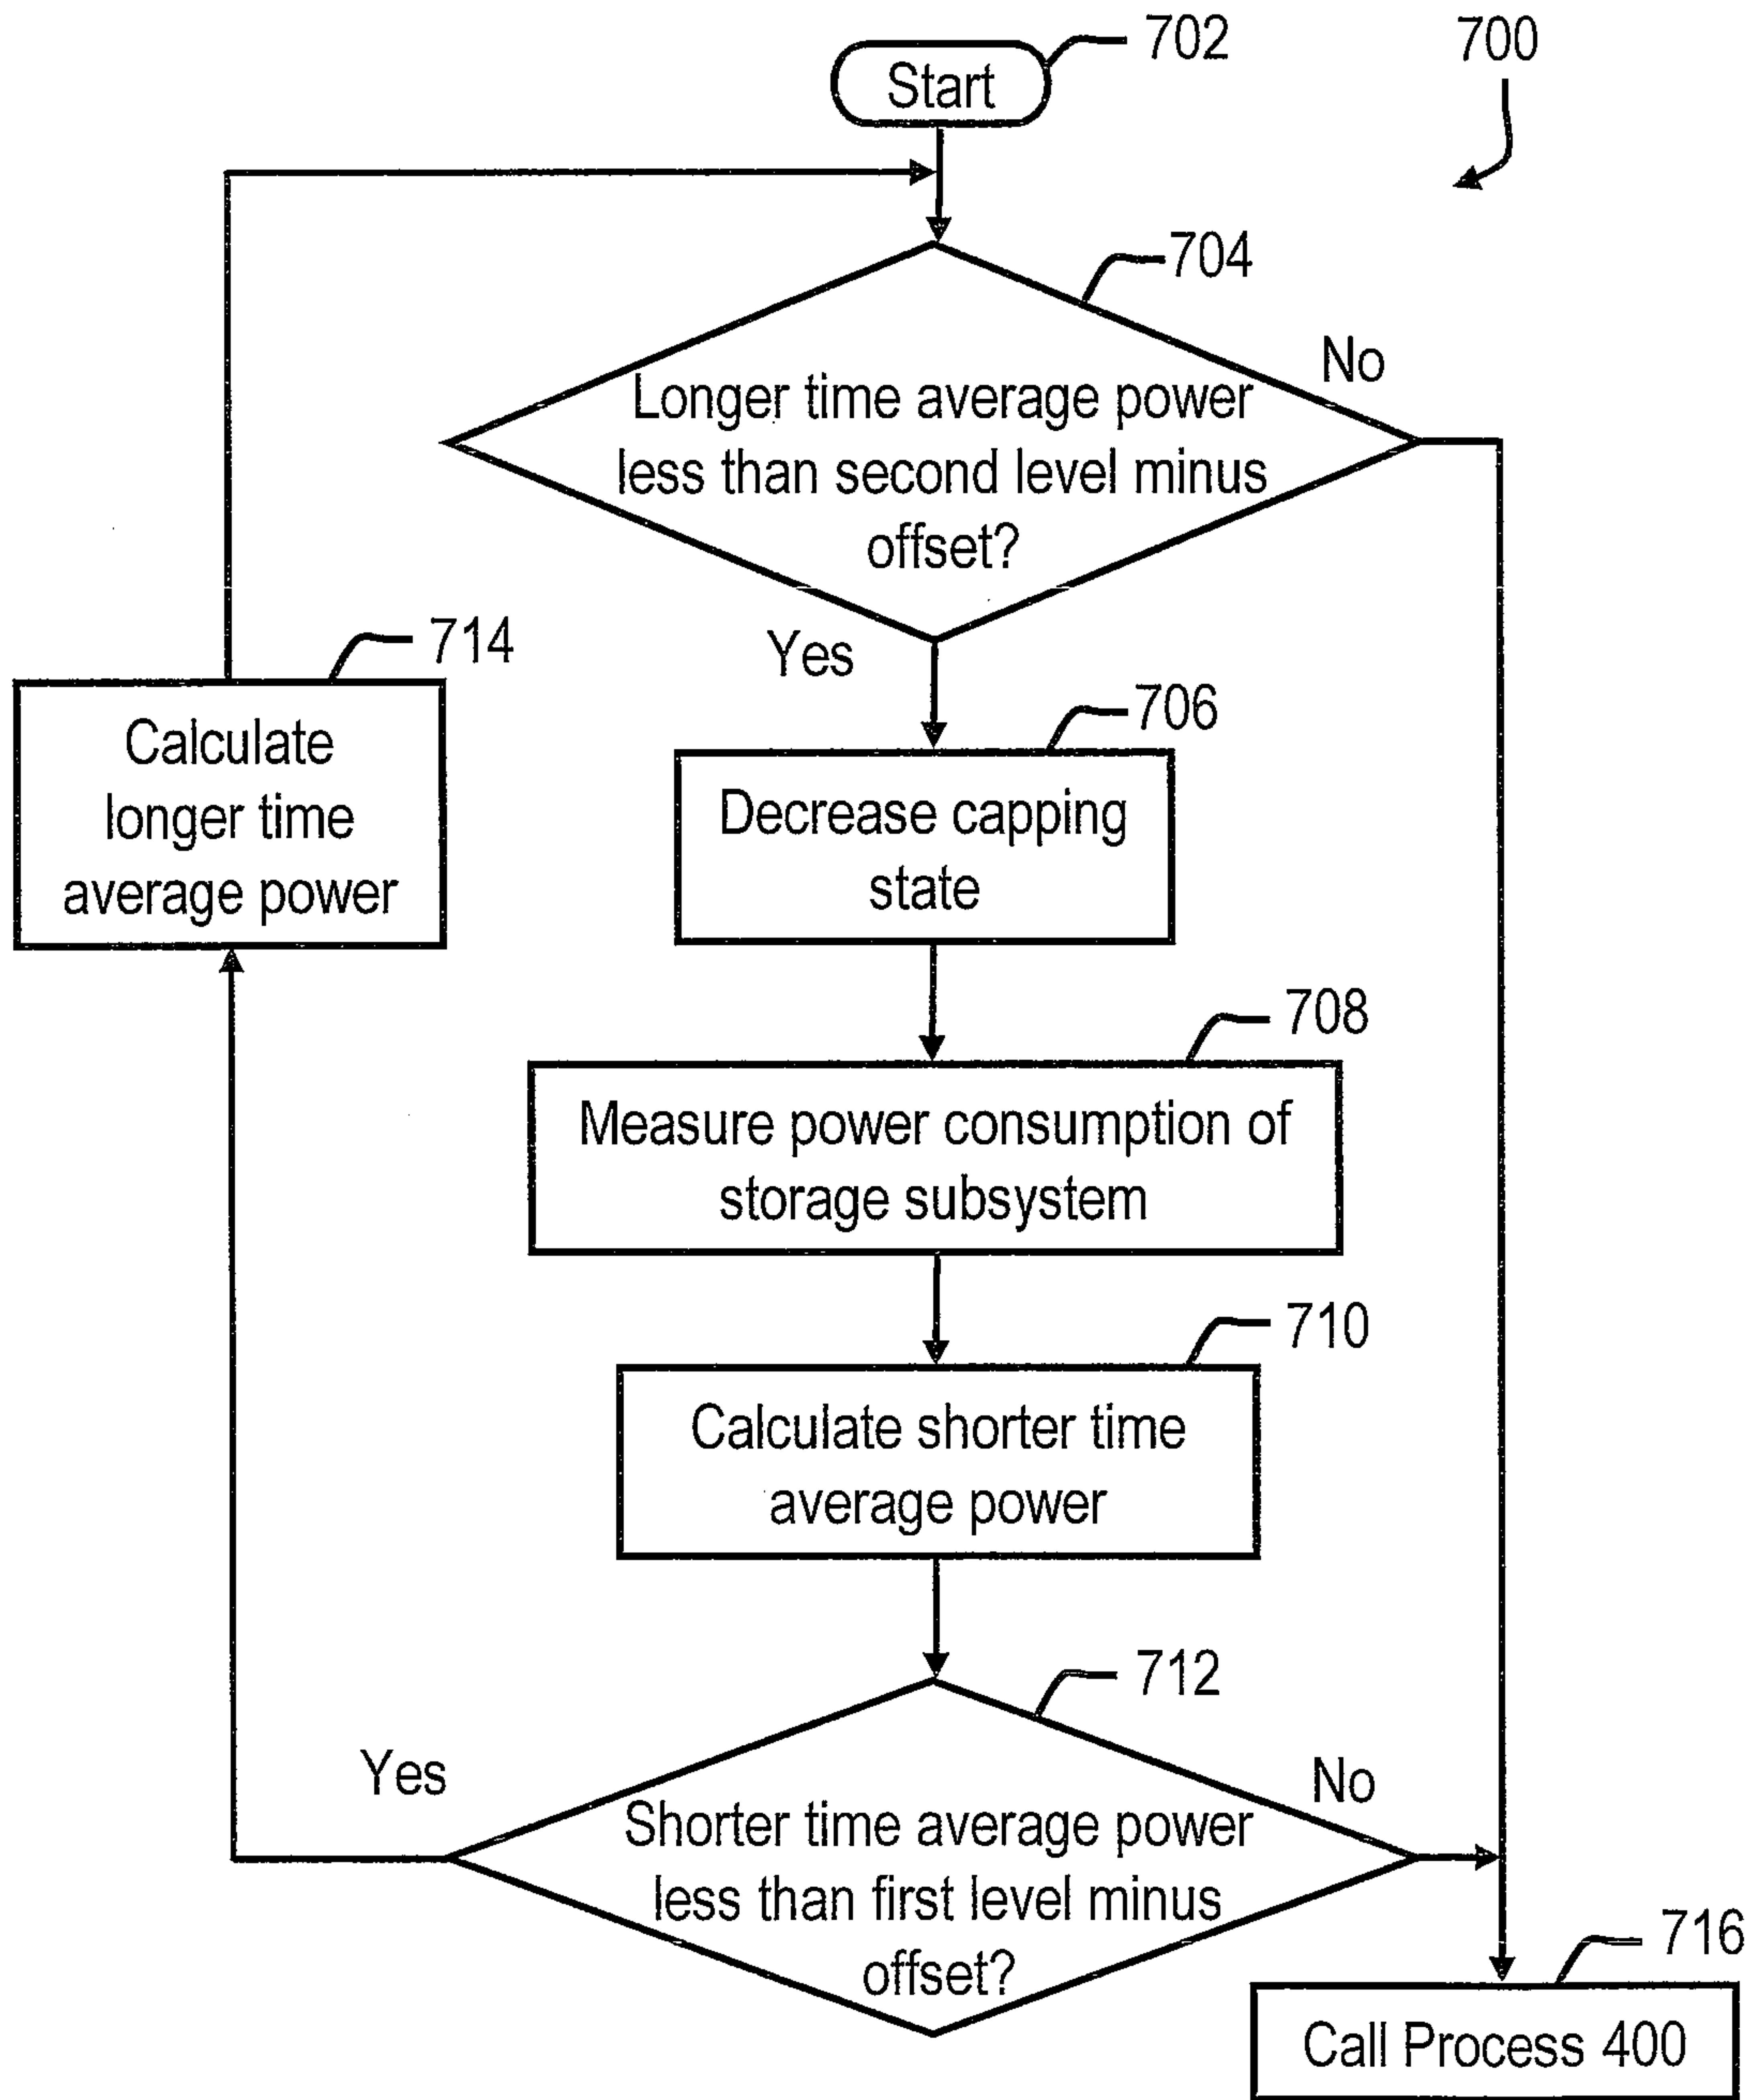 702
Start
700
704
No
Longer time average power
less than second level minus
offset?
Yes
714
Calculate
longer time
average power
706
Decrease capping
state
708
Measure power consumption of
storage subsystem
710
Calculate shorter time
average power
712
Yes
No
Shorter time average power
less than first level minus
offset?
716
Call Process 400